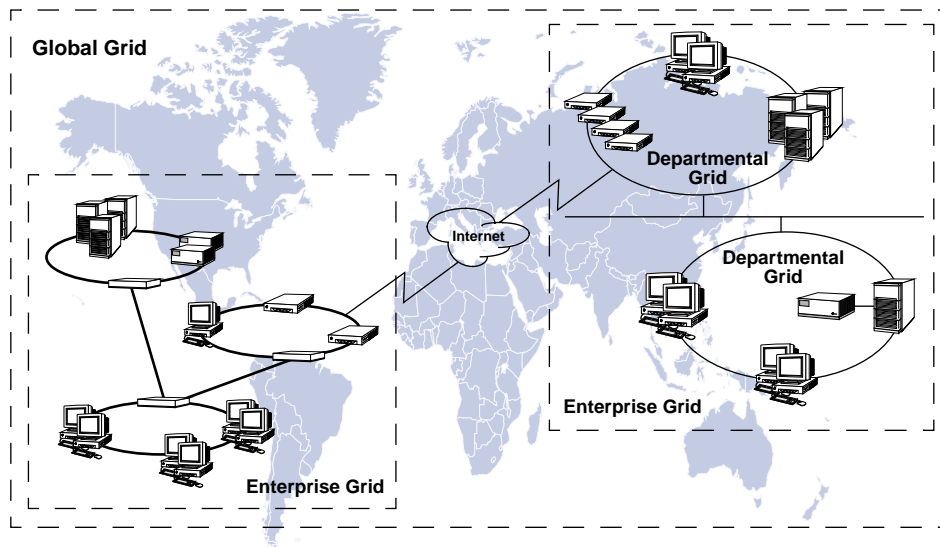 Global Grid
Departmental
Grid
Internet
Departmental
Grid
Enterprise Grid
Enterprise Grid